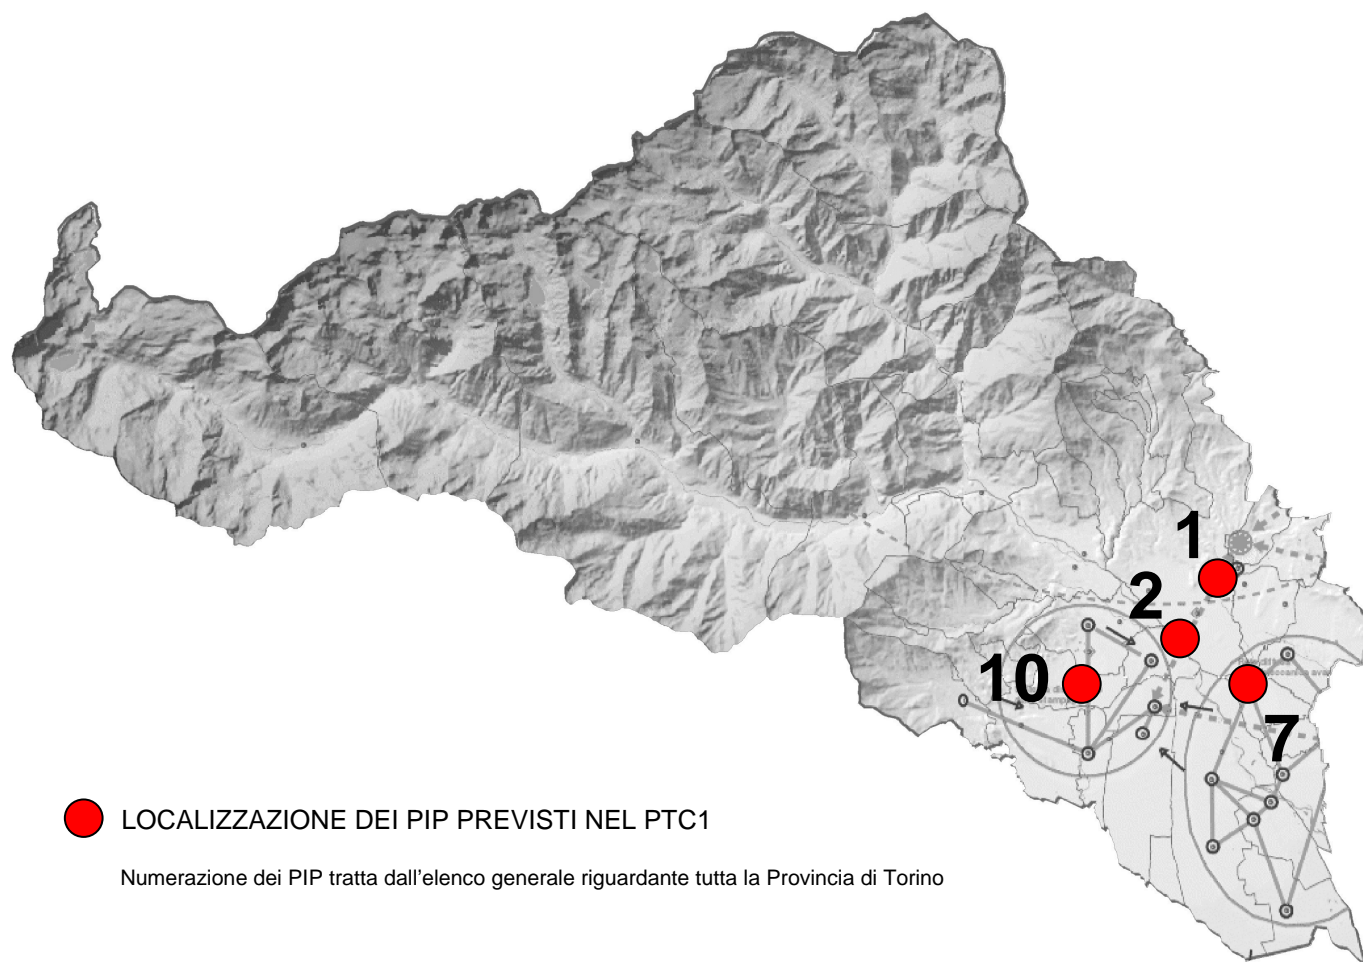 1
2
10
7
LOCALIZZAZIONE DEI PIP PREVISTI NEL PTC1
Numerazione dei PIP tratta dall'elenco generale riguardante tutta la Provincia di Torino